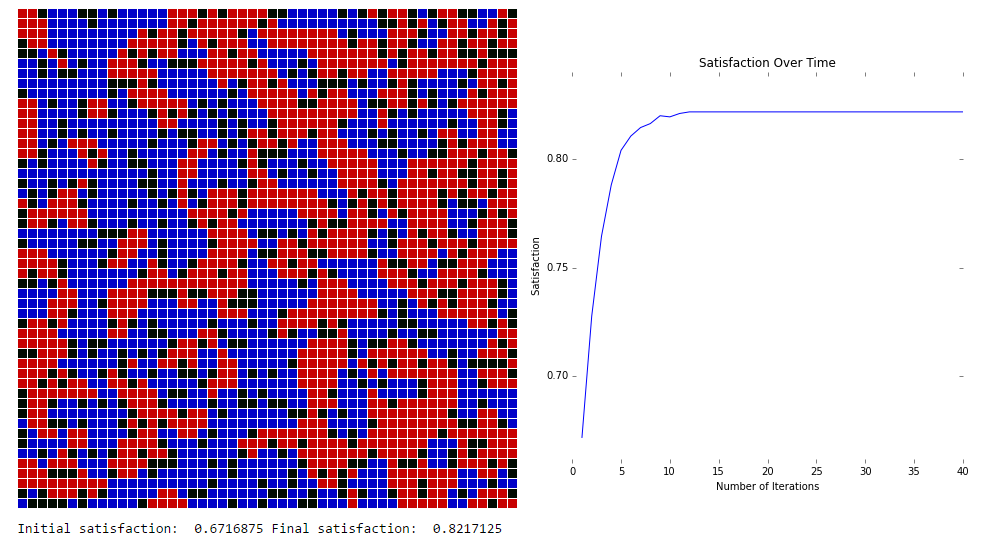 Satisfaction Over Time
0.80
0.75
0.70
Satisfaction
0 5 10 15 20 25 30 35 40
Number of Iterations
Initial satisfaction:  0.6716875 Final satisfaction:  0.8217125